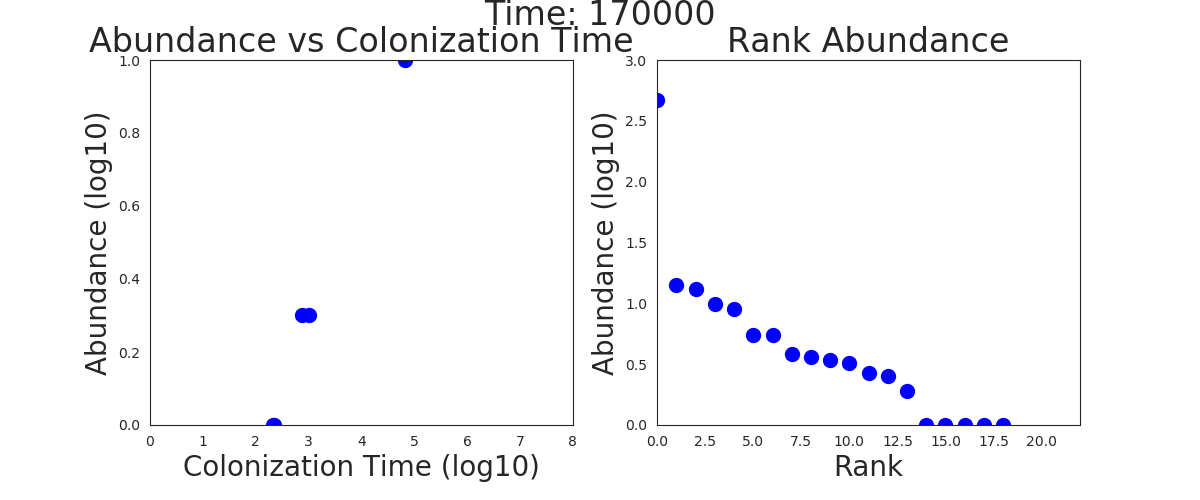 Time: 170000
Abundance vs Colonization Time
Abundance (log10)
1.0
0.8
0.6
0.4
0.2
0.0
0 1 2 3 4 5 6 7 8
Colonization Time (log10)
Rank Abundance
Abundance (log10)
3.0
2.5
2.0
1.5
1.0
0.5
0.0
0.0 2.5 5.0 7.5 10.0 12.5 15.0 17.5 20.0
Rank